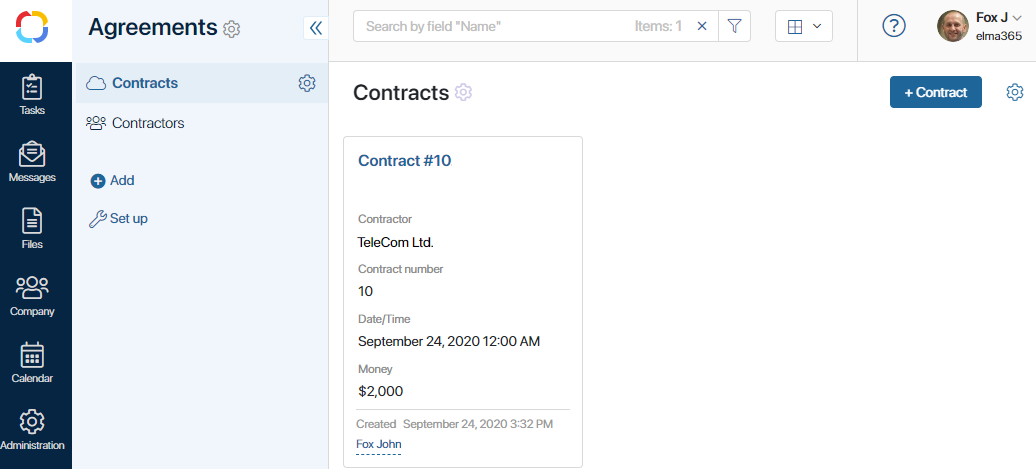 Agreements
Search by field "Name"
Items: 1
Fox J
elma365
Tasks
Messages
Files
Company
Calendar
Administration
Contracts
Contractors
Add
Set up
Contracts
+ Contract
Contract #10
Contractor
TeleCom Ltd.
Contract number
10
Date/Time
September 24, 2020 12:00 AM
Money
$2,000
Created September 24, 2020 3:32 PM
Fox John